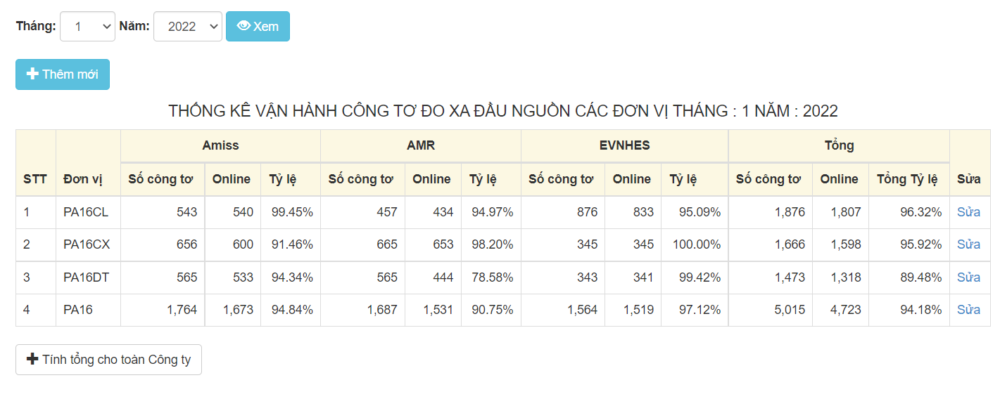 Tháng: 1 Năm: 2022 Xem
Thêm mới
THỐNG KÊ VẬN HÀNH CÔNG TƠ ĐO XA ĐẦU NGUỒN CÁC ĐƠN VỊ THÁNG : 1 NĂM : 2022
Amiss AMR EVNHES Tổng
STT Đơn vị Số công tơ Online Tỷ lệ Số công tơ Online Tỷ lệ Số công tơ Online Tỷ lệ Số công tơ Online Tổng Tỷ lệ Sửa
1 PA16CL 543 540 99.45% 457 434 94.97% 876 833 95.09% 1,876 1,807 96.32% Sửa
2 PA16CX 656 600 91.46% 665 653 98.20% 345 345 100.00% 1,666 1,598 95.92% Sửa
3 PA16DT 565 533 94.34% 565 444 78.58% 343 341 99.42% 1,473 1,318 89.48% Sửa
4 PA16 1,764 1,673 94.84% 1,687 1,531 90.75% 1,564 1,519 97.12% 5,015 4,723 94.18% Sửa
Tính tổng cho toàn Công ty